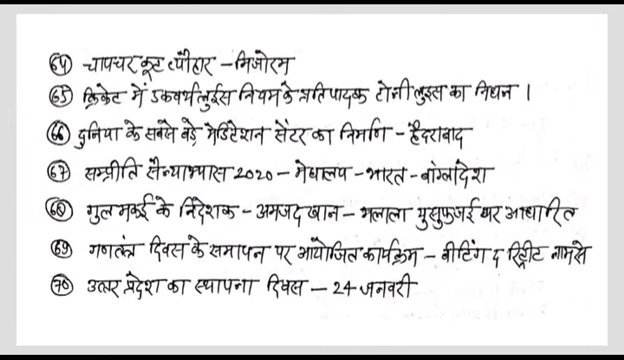 64 चापचर कूट त्यौहार – मिजोरम
65 क्रिकेट में डकवर्थ लुईस नियम के प्रतिपादक टोनी लुइस का निधन ।
66 दुनिया के सबसे बड़े मेडिटेशन सेंटर का निर्माण – हैदराबाद
67 सम्प्रीति सैन्याभ्यास 2020 – मेघालय – भारत – बांग्लादेश
68 गुल मकई के निर्देशक – अमजद खान – मलाला युसुफजई पर आधारित
69 गणतंत्र दिवस के समापन पर आयोजित कार्यक्रम – बीटिंग द रिट्रीट नामसे
70 उत्तर प्रदेश का स्थापना दिवस – 24 जनवरी